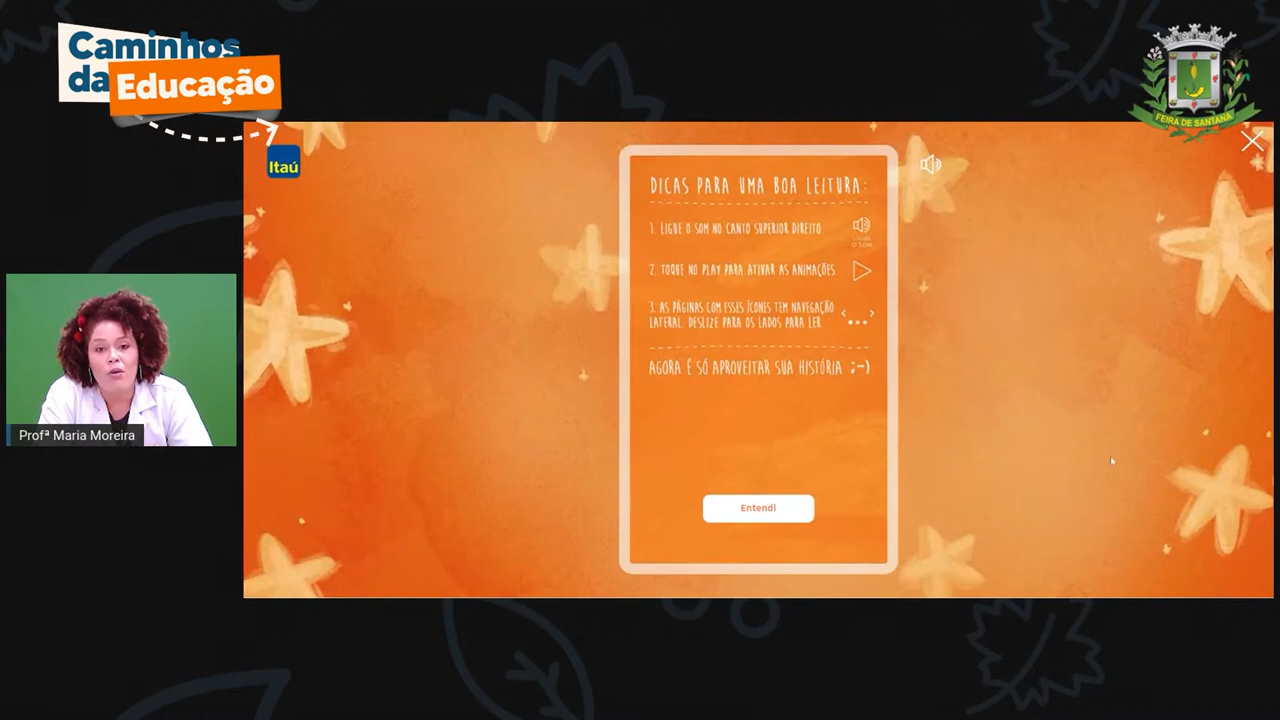 Caminhos
da Educação
FEIRA DE SANTANA
Itaú
DICAS PARA UMA BOA LEITURA:
1. LIGUE O SOM NO CANTO SUPERIOR DIREITO
LIGUE
O SOM
2. TOQUE NO PLAY PARA ATIVAR AS ANIMAÇÕES
3. AS PÁGINAS COM ESSES ÍCONES TEM NAVEGAÇÃO
LATERAL. DESLIZE PARA OS LADOS PARA LER.
AGORA É SÓ APROVEITAR SUA HISTÓRIA ;-)
Entendi
Profª Maria Moreira